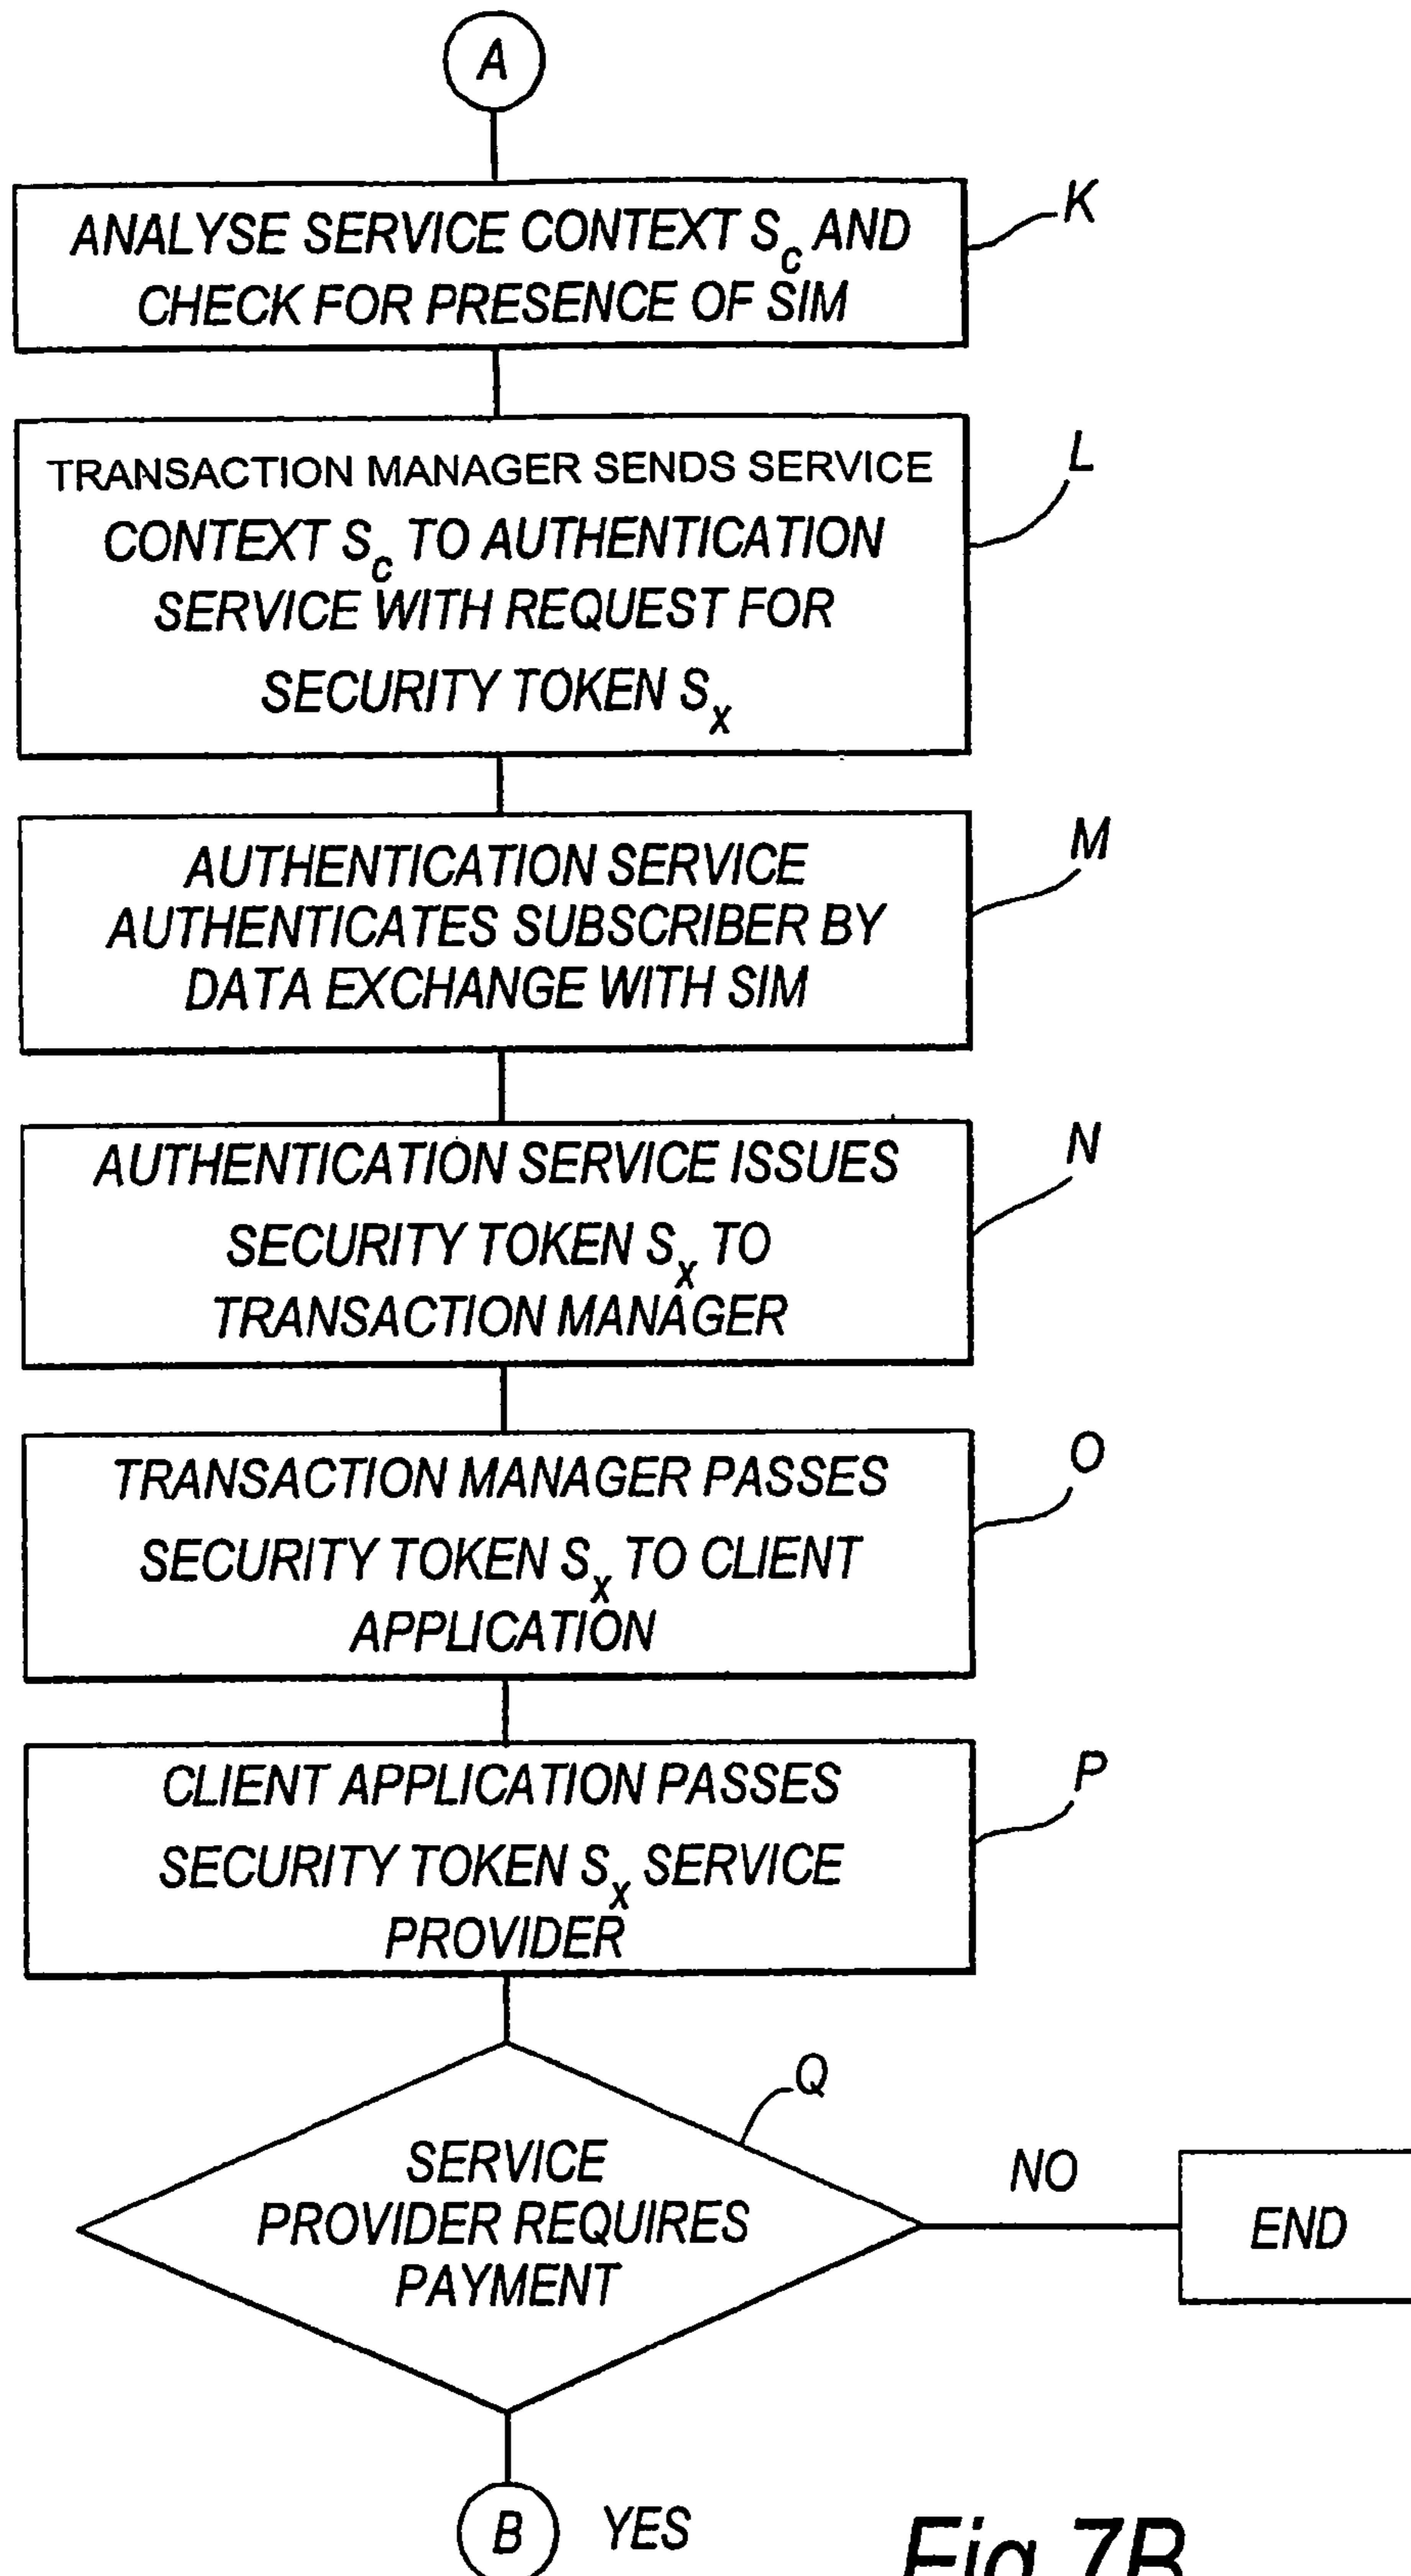 A
ANALYSE SERVICE CONTEXT Sc AND
CHECK FOR PRESENCE OF SIM
K
TRANSACTION MANAGER SENDS SERVICE
CONTEXT Sc TO AUTHENTICATION
SERVICE WITH REQUEST FOR
SECURITY TOKEN Sx
L
AUTHENTICATION SERVICE
AUTHENTICATES SUBSCRIBER BY
DATA EXCHANGE WITH SIM
M
AUTHENTICATION SERVICE ISSUES
SECURITY TOKEN Sx TO
TRANSACTION MANAGER
N
TRANSACTION MANAGER PASSES
SECURITY TOKEN Sx TO CLIENT
APPLICATION
O
CLIENT APPLICATION PASSES
SECURITY TOKEN Sx SERVICE
PROVIDER
P
Q
SERVICE
PROVIDER REQUIRES
PAYMENT
NO
END
B
YES
Fig.7B